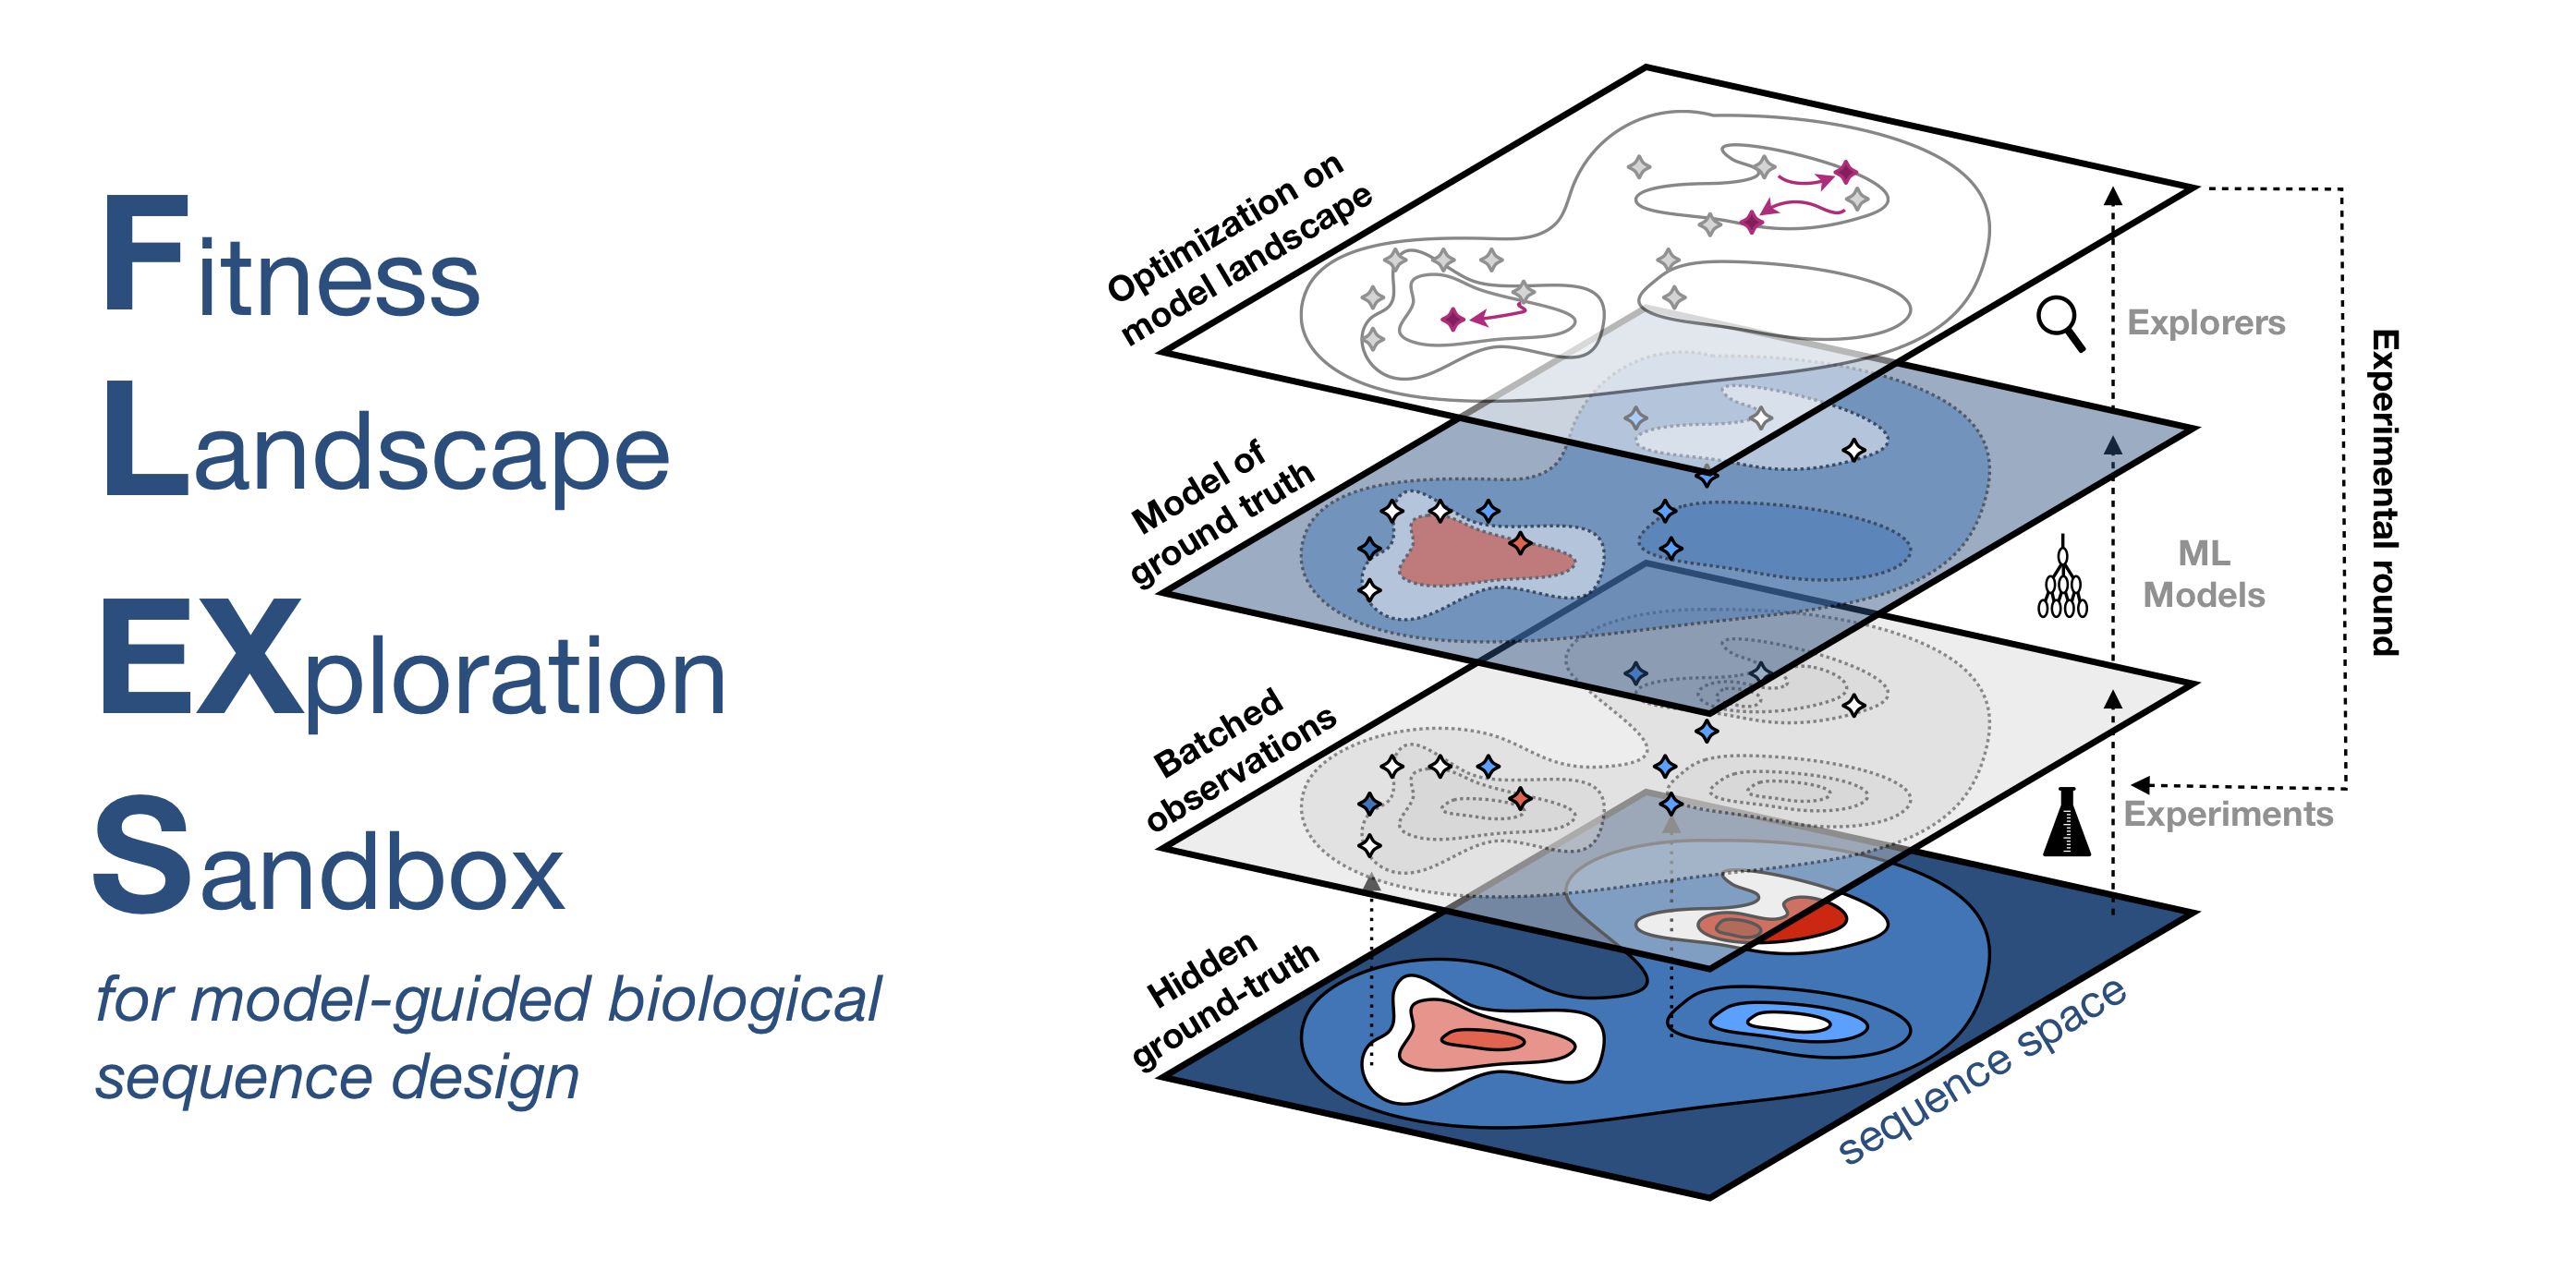 Fitness
Landscape
EXploration
Sandbox
for model-guided biological
sequence design
Optimization on
model landscape
Model of
ground truth
Batched
observations
Hidden
ground-truth
Explorers
ML
Models
Experiments
Experimental round
sequence space